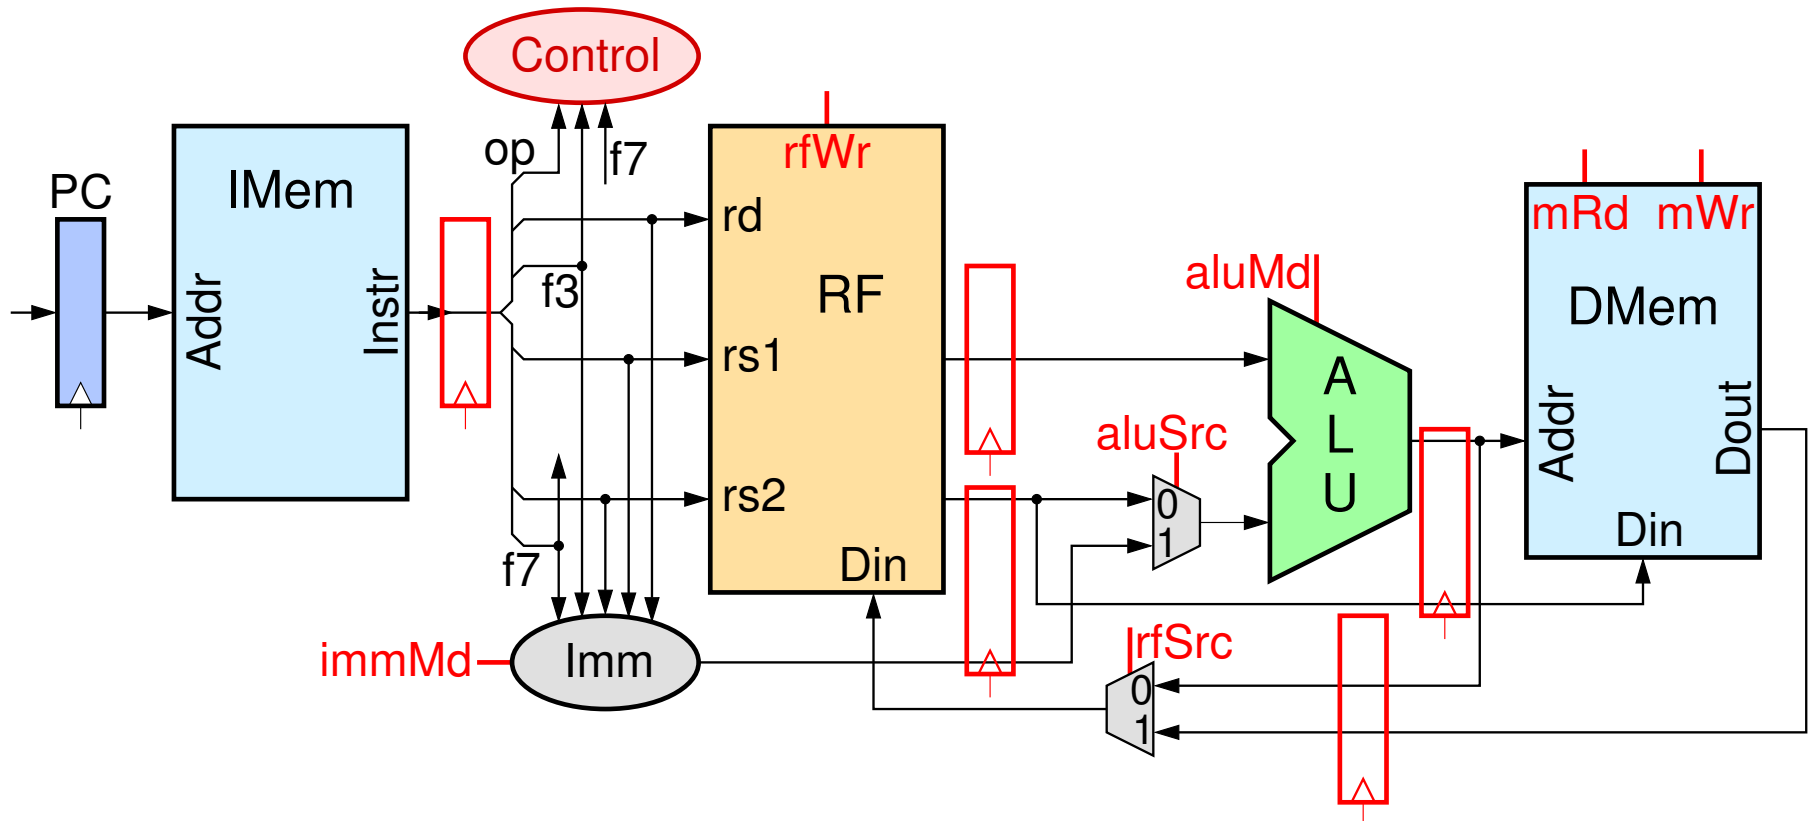 Control
op
f7
rfWr
PC
IMem
rd
mRd
mWr
Addr
Instr
f3
RF
aluMd
DMem
rs1
A
L
U
Addr
Dout
aluSrc
rs2
0
1
f7
Din
Din
immMd
Imm
rfSrc
0
1